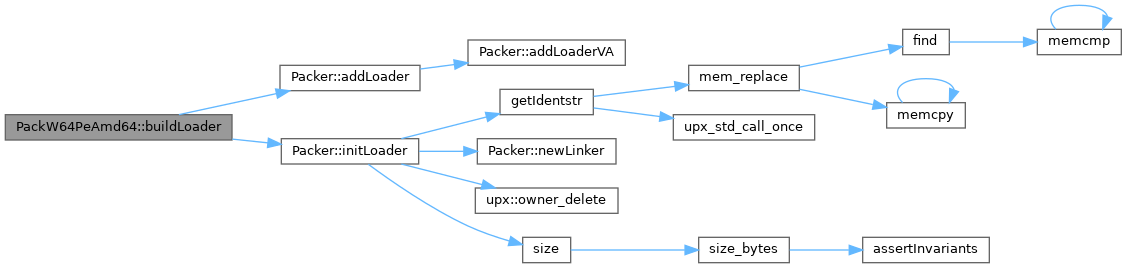 PackW64PeAmd64::buildLoader
Packer::addLoader
Packer::addLoaderVA
Packer::initLoader
getIdentstr
mem_replace
find
memcmp
memcpy
upx_std_call_once
Packer::newLinker
upx::owner_delete
size
size_bytes
assertInvariants